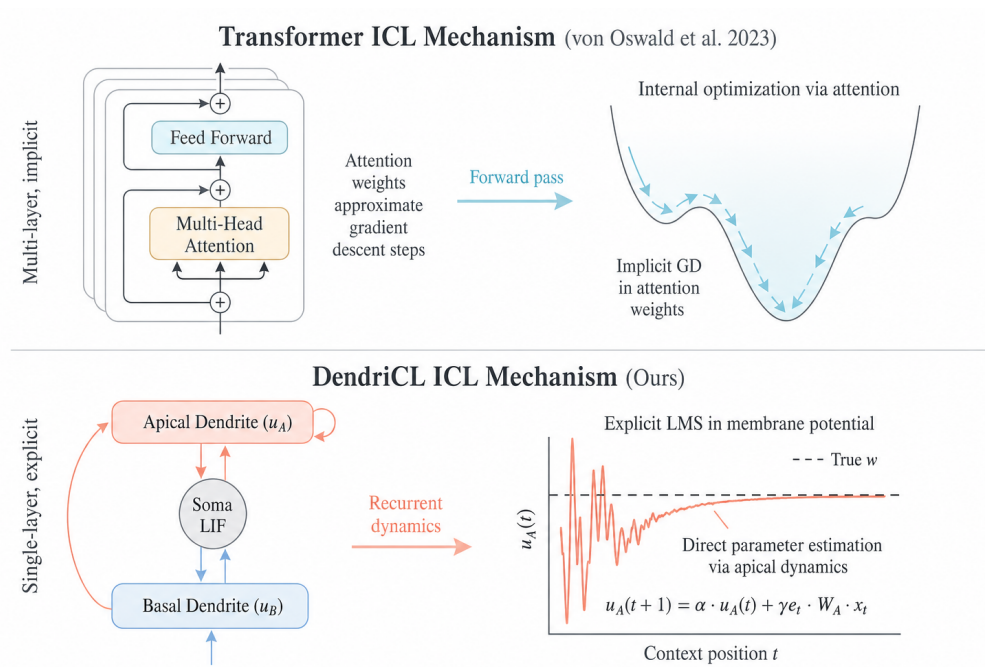 Transformer ICL Mechanism (von Oswald et al. 2023)
Multi-layer, implicit
+
Feed Forward
+
Multi-Head
Attention
+
Attention
weights
approximate
gradient
descent steps
Forward pass
Internal optimization via attention
Implicit GD
in attention
weights
DendriCL ICL Mechanism (Ours)
Single-layer, explicit
Apical Dendrite (u_A)
Soma
LIF
Basal Dendrite (u_B)
Recurrent
dynamics
Explicit LMS in membrane potential
True w
u_A(t)
Direct parameter estimation
via apical dynamics
u_A(t + 1) = α · u_A(t) + γe_t · W_A · x_t
Context position t